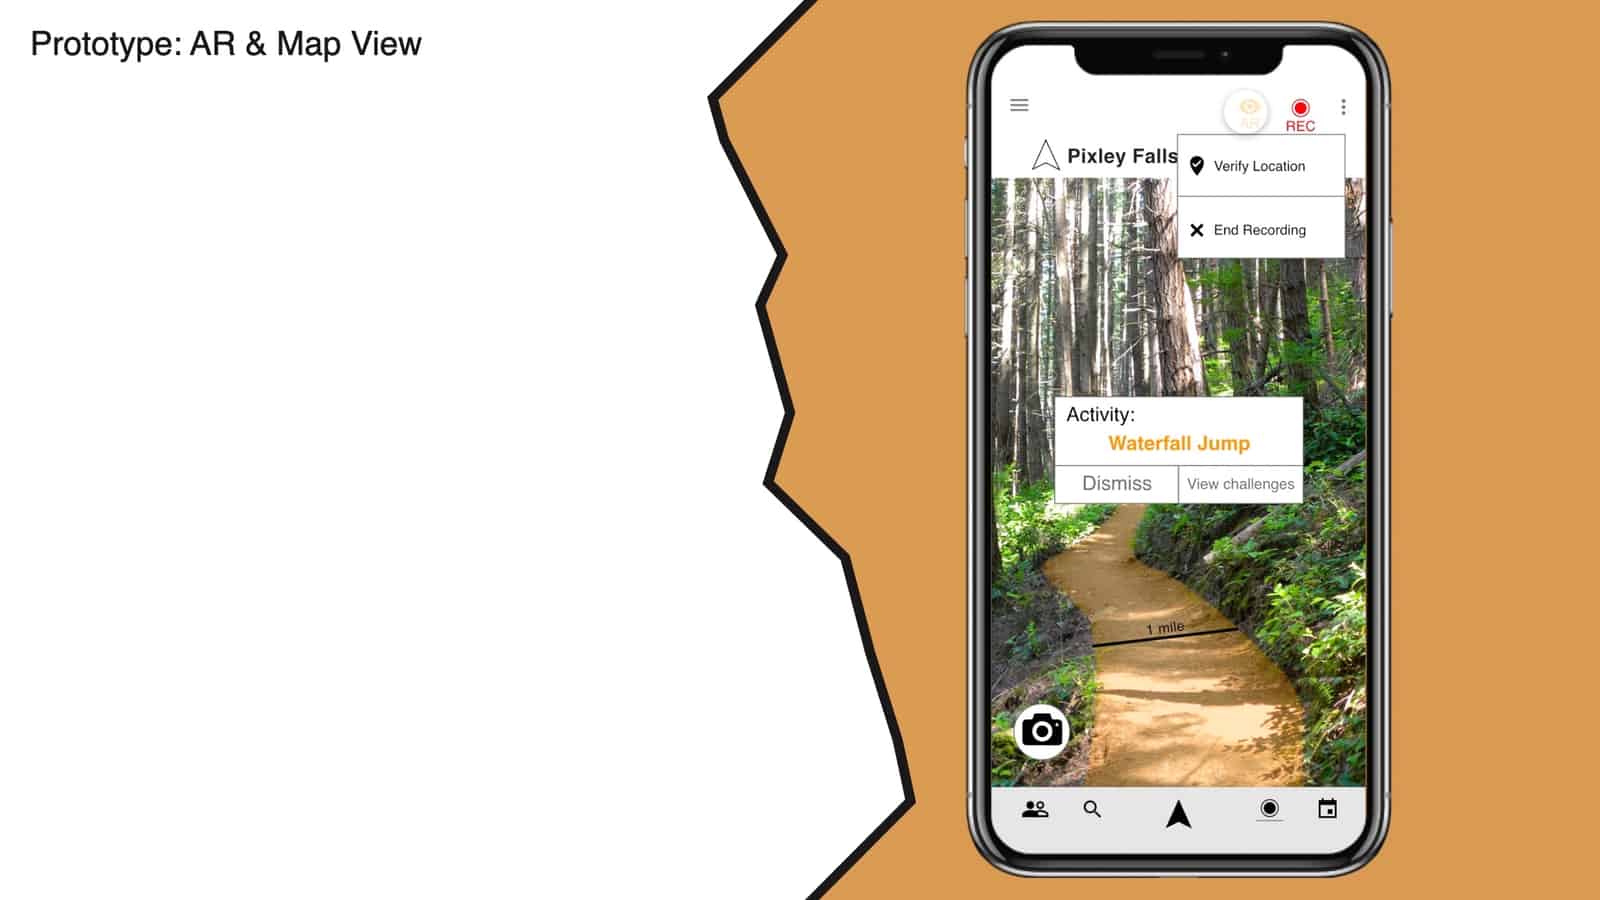 Prototype: AR & Map View
AR
REC
Pixley Falls
Verify Location
End Recording
Activity:
Waterfall Jump
Dismiss
View challenges
1 mile